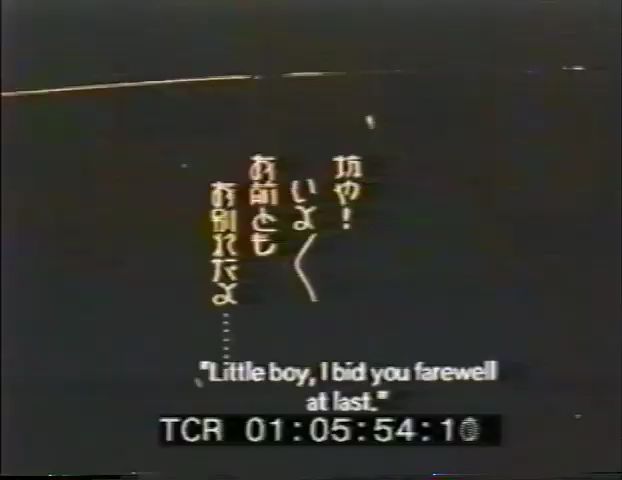 坊や!
いよ〱
お前とも
お別れだよ
……
"Little boy, I bid you farewell
at last."
TCR 01:05:54:10